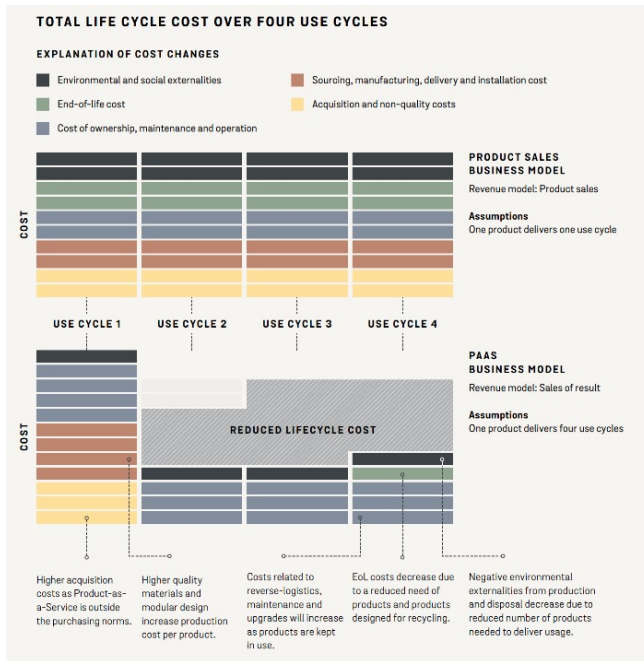 TOTAL LIFE CYCLE COST OVER FOUR USE CYCLES
EXPLANATION OF COST CHANGES
Environmental and social externalities
Sourcing, manufacturing, delivery and installation cost
End-of-life cost
Acquisition and non-quality costs
Cost of ownership, maintenance and operation
COST
PRODUCT SALES
BUSINESS MODEL
Revenue model: Product sales
Assumptions
One product delivers one use cycle
USE CYCLE 1
USE CYCLE 2
USE CYCLE 3
USE CYCLE 4
COST
REDUCED LIFECYCLE COST
PAAS
BUSINESS MODEL
Revenue model: Sales of result
Assumptions
One product delivers four use cycles
Higher acquisition
costs as Product-as-
a-Service is outside
the purchasing norms.
Higher quality
materials and
modular design
increase production
cost per product.
Costs related to
reverse-logistics,
maintenance and
upgrades will increase
as products are kept
in use.
EoL costs decrease due
to a reduced need of
products and products
designed for recycling.
Negative environmental
externalities from production
and disposal decrease due to
reduced number of products
needed to deliver usage.